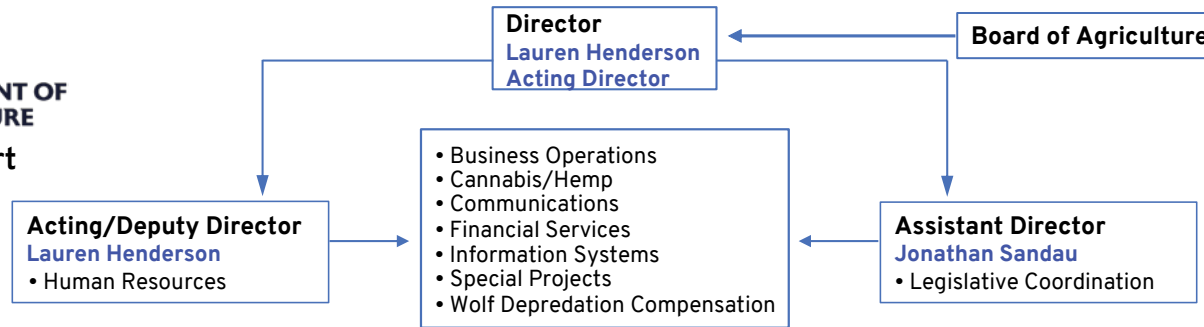 Director
Lauren Henderson
Acting Director
Board of Agriculture
NT OF
URE
rt
• Business Operations
• Cannabis/Hemp
• Communications
• Financial Services
• Information Systems
• Special Projects
• Wolf Depredation Compensation
Acting/Deputy Director
Lauren Henderson
• Human Resources
Assistant Director
Jonathan Sandau
• Legislative Coordination